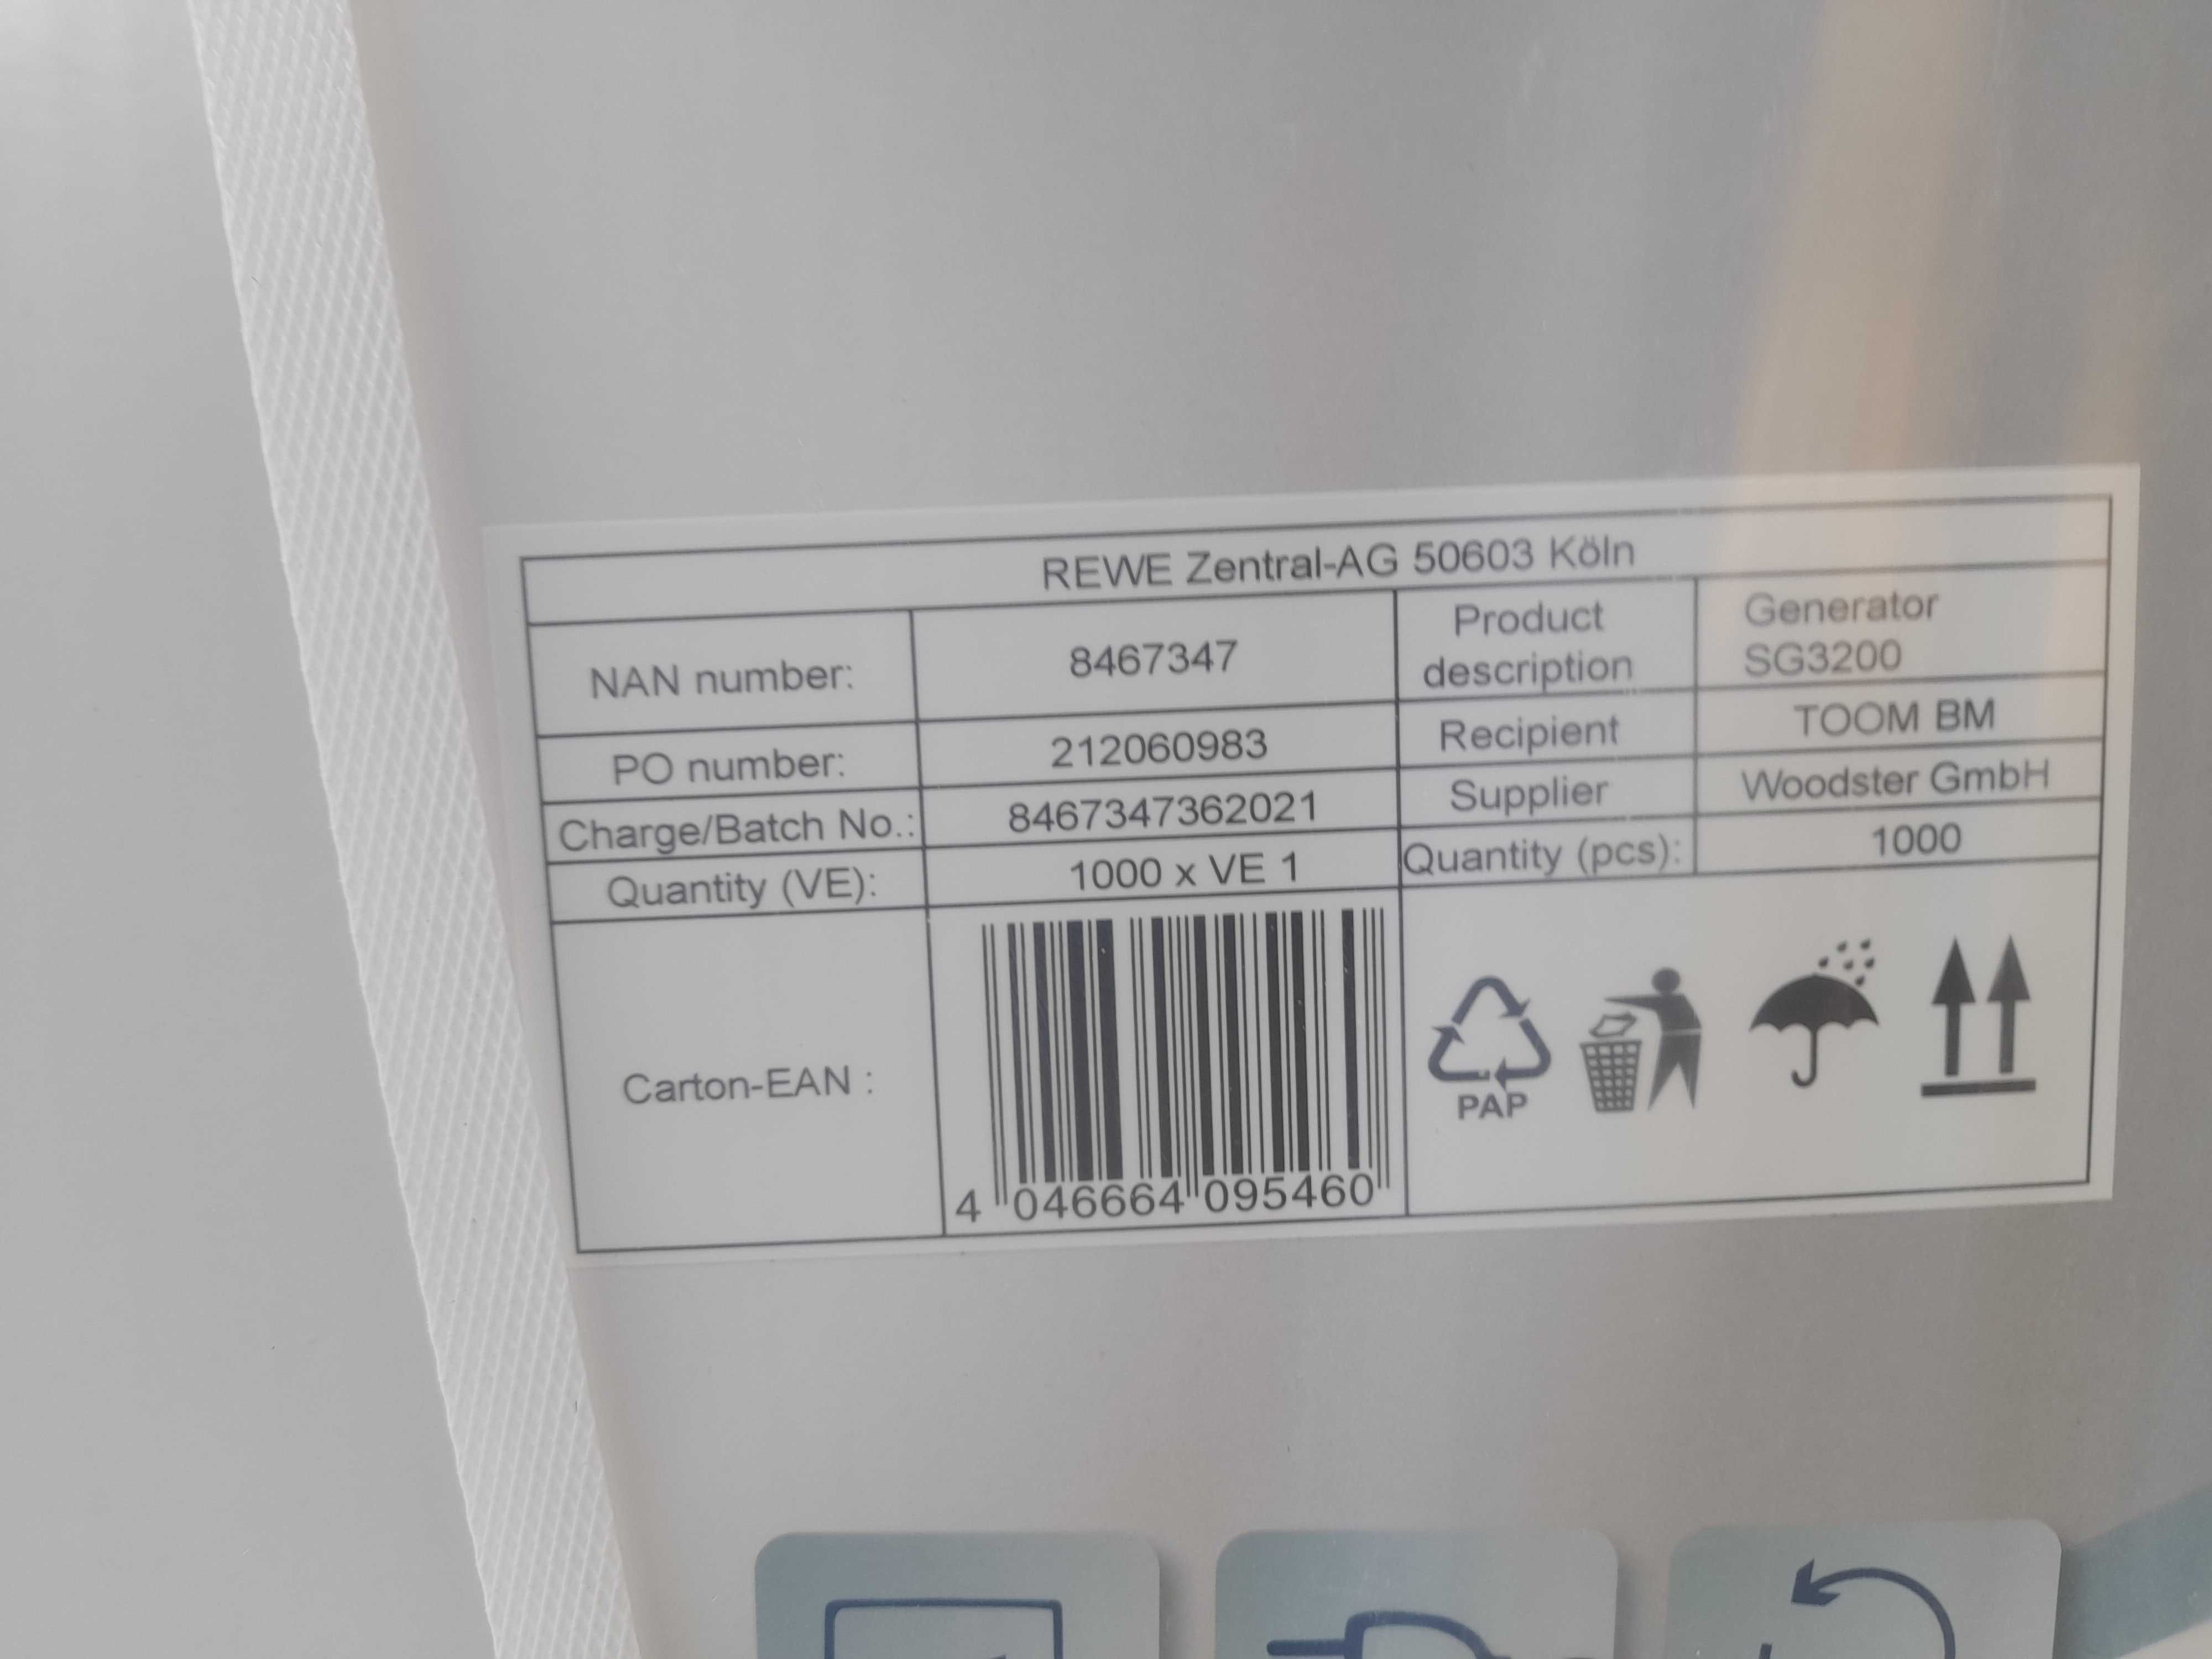 REWE Zentral-AG 50603 Köln
NAN number: 8467347 Product description Generator SG3200
PO number: 212060983 Recipient TOOM BM
Charge/Batch No.: 8467347362021 Supplier Woodster GmbH
Quantity (VE): 1000 x VE 1 Quantity (pcs): 1000
Carton-EAN :
4 046664 095460
PAP